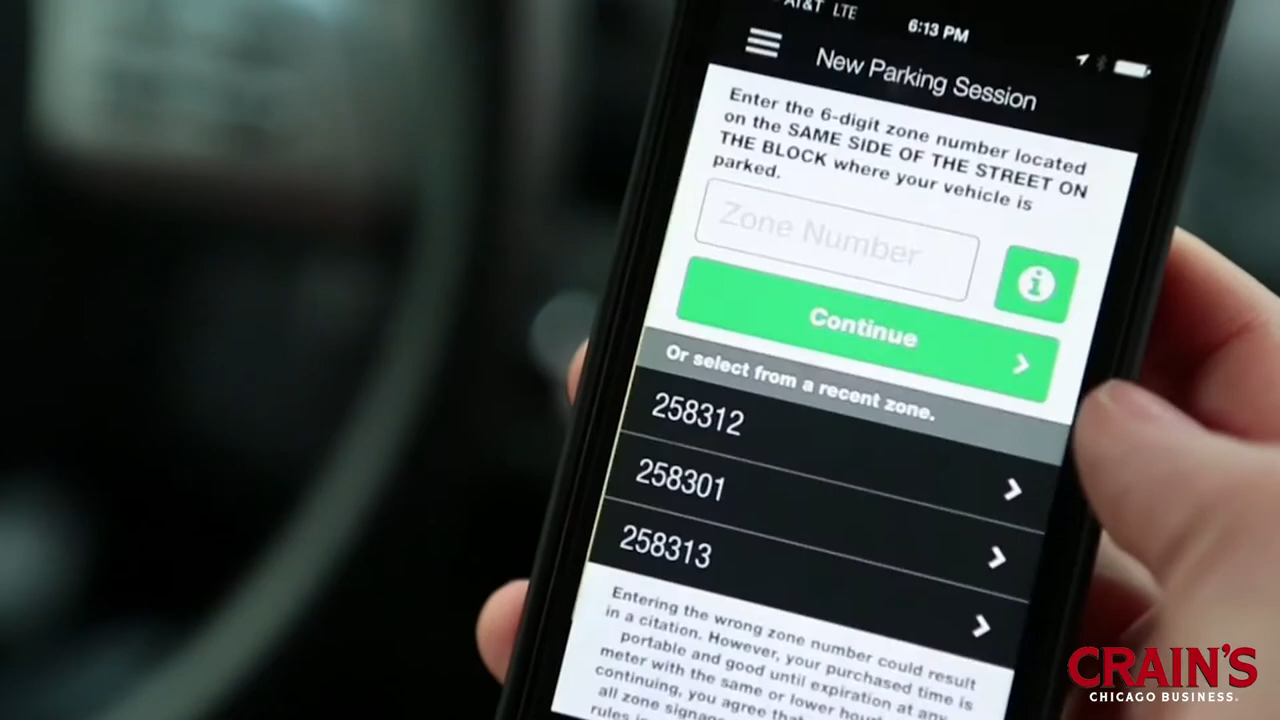 AT&T LTE
6:13 PM
New Parking Session
Enter the 6-digit zone number located
on the SAME SIDE OF THE STREET ON
THE BLOCK where your vehicle is
parked.
Zone Number
Continue
Or select from a recent zone.
258312
258301
258313
Entering the wrong zone number could result
in a citation. However, your purchased time is
portable and good until expiration at any
meter with the same or lower
continuing, you agree
all zone
rules
CRAIN'S
CHICAGO BUSINESS.